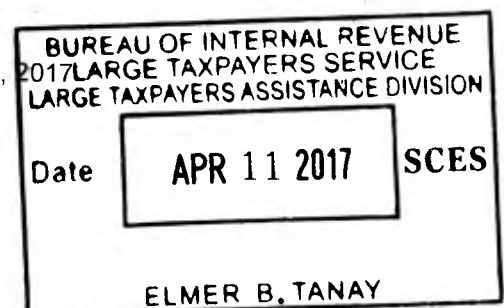 BUREAU OF INTERNAL REVENUE
, 2017LARGE TAXPAYERS SERVICE
LARGE TAXPAYERS ASSISTANCE DIVISION
Date APR 11 2017 SCES
ELMER B. TANAY